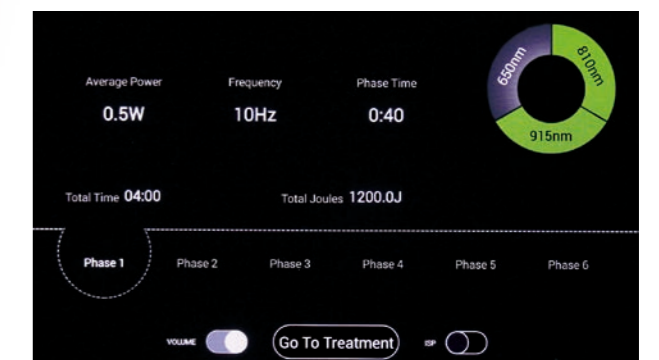 650nm
810nm
915nm
Average Power
Frequency
Phase Time
0.5W
10Hz
0:40
Total Time 04:00
Total Joules 1200.0J
Phase 1
Phase 2
Phase 3
Phase 4
Phase 5
Phase 6
VOLUME
Go To Treatment
ISP